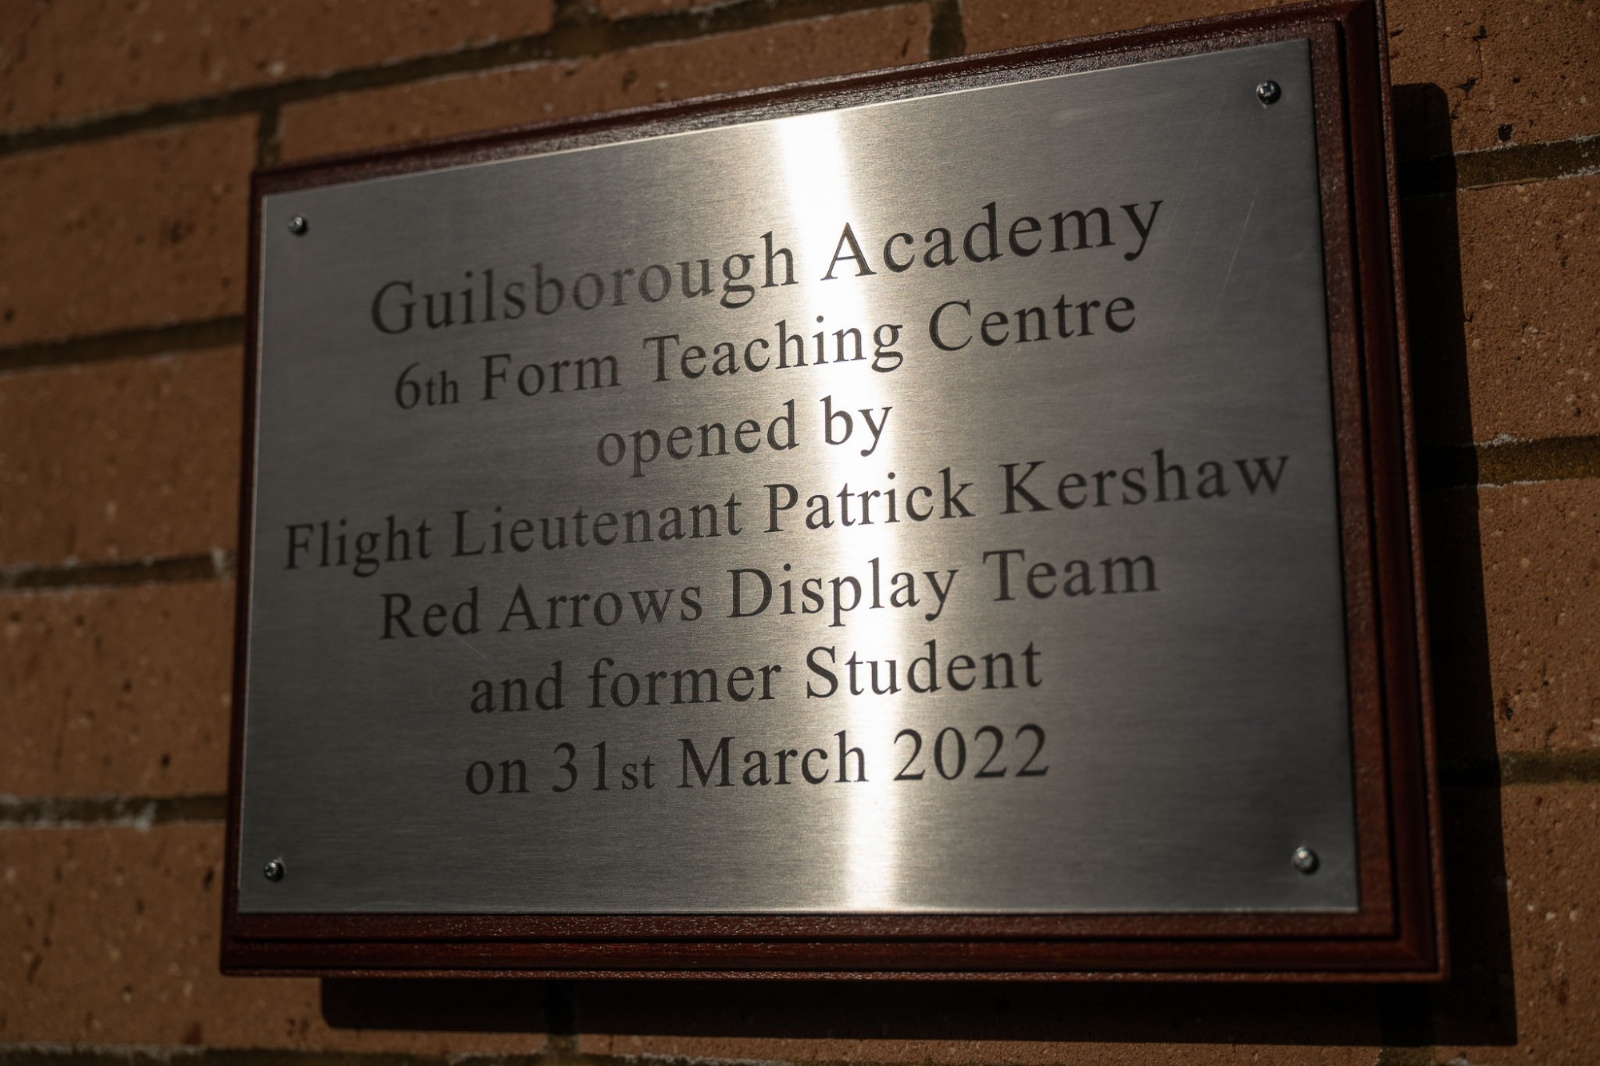 Guilsborough Academy
6th Form Teaching Centre
opened by
Flight Lieutenant Patrick Kershaw
Red Arrows Display Team
and former Student
on 31st March 2022